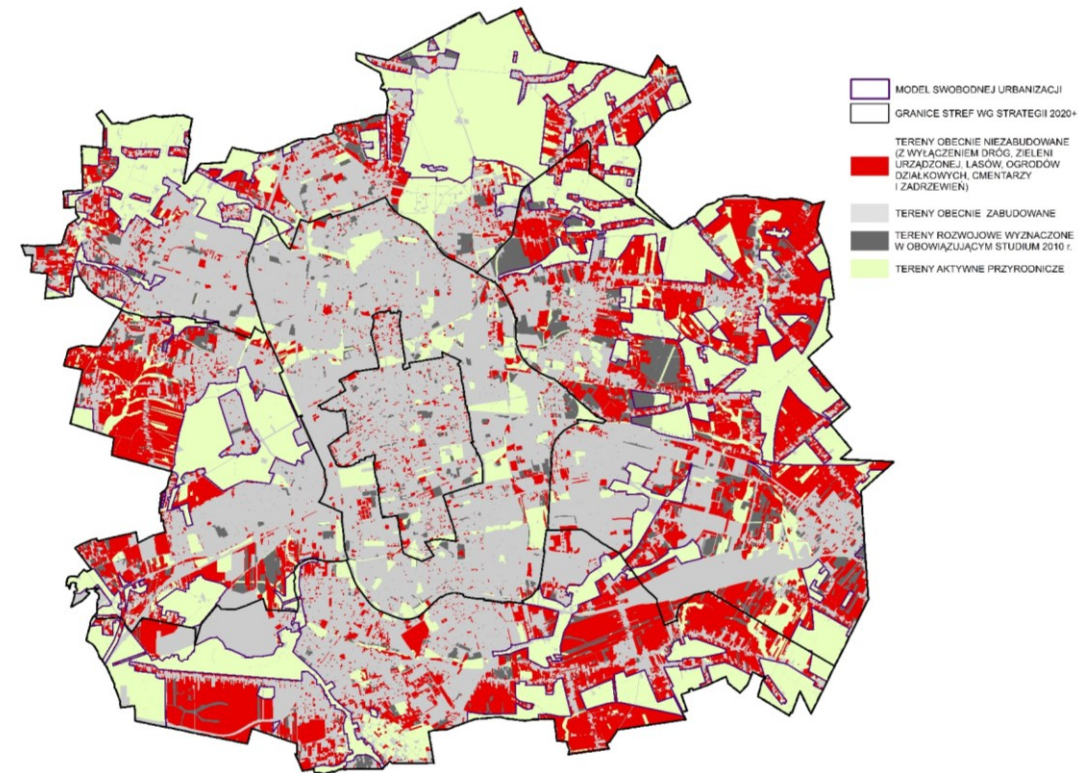 MODEL SWOBODNEJ URBANIZACJI
GRANICE STREF WG STRATEGII 2020+
TERENY OBECNIE NIEZABUDOWANE
(Z WYŁĄCZENIEM DRÓG, ZIELENI
URZĄDZONEJ, LASÓW, OGRODÓW
DZIAŁKOWYCH, CMENTARZY
I ZADRZEWIEŃ)
TERENY OBECNIE ZABUDOWANE
TERENY ROZWOJOWE WYZNACZONE
W OBOWIĄZUJĄCYM STUDIUM 2010 r.
TERENY AKTYWNE PRZYRODNICZE